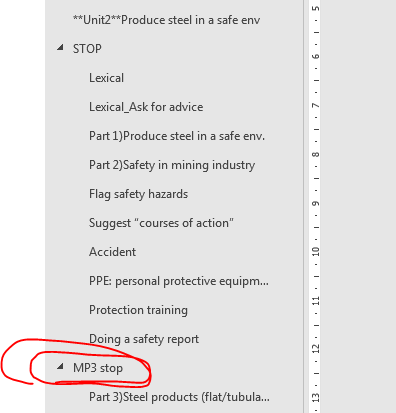 **Unit2**Produce steel in a safe env
STOP
Lexical
Lexical_Ask for advice
Part 1)Produce steel in a safe env.
Part 2)Safety in mining industry
Flag safety hazards
Suggest “courses of action”
Accident
PPE: personal protective equipm...
Protection training
Doing a safety report
MP3 stop
Part 3)Steel products (flat/tubula...
5
6
7
8
9
10
11
12
13